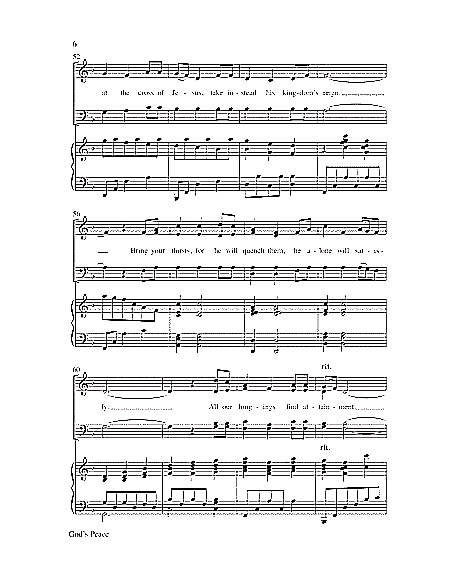 6
52
at the cross of Je - sus, take in - stead his king - dom's reign.
56
Bring your thirsts, for he will quench them, he a - lone will sat - is -
60
rit.
fy. All our long - ings find at - tain - ment,
rit.
God's Peace